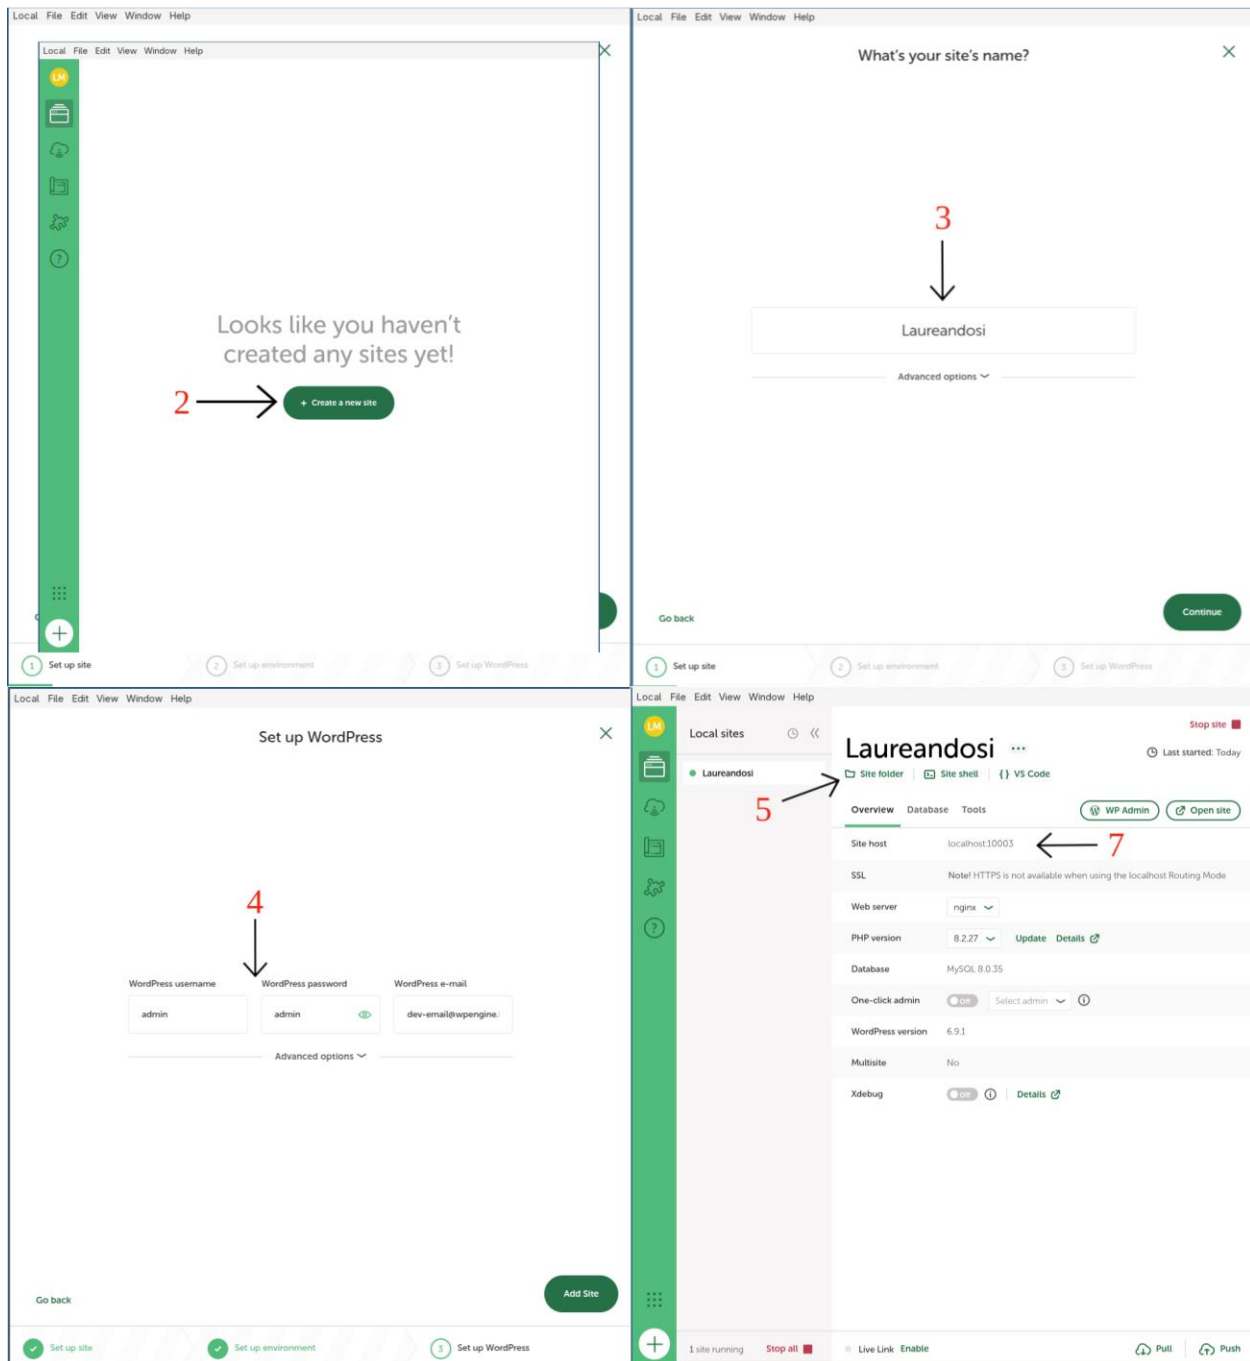 Local File Edit View Window Help
Local File Edit View Window Help
LM
Looks like you haven't
created any sites yet!
2
+ Create a new site
1 Set up site
2 Set up environment
3 Set up WordPress
Local File Edit View Window Help
What's your site's name?
3
Laureandosi
Advanced options
Go back
Continue
1 Set up site
2 Set up environment
3 Set up WordPress
Local File Edit View Window Help
Set up WordPress
4
WordPress username WordPress password WordPress e-mail
admin admin dev-email@wpengine.
Advanced options
Go back
Add Site
Set up site
Set up environment
3 Set up WordPress
Local File Edit View Window Help
LM
Local sites
Laureandosi
1 site running Stop all
Stop site
Laureandosi ...
Last started: Today
Site folder Site shell {} VS Code
5
Overview Database Tools
WP Admin Open site
Site host localhost:10003
7
SSL Note! HTTPS is not available when using the localhost Routing Mode
Web server nginx
PHP version 8.2.27 Update Details
Database MySQL 8.0.35
One-click admin Off Select admin
WordPress version 6.9.1
Multisite No
Xdebug Off Details
Live Link Enable
Pull Push